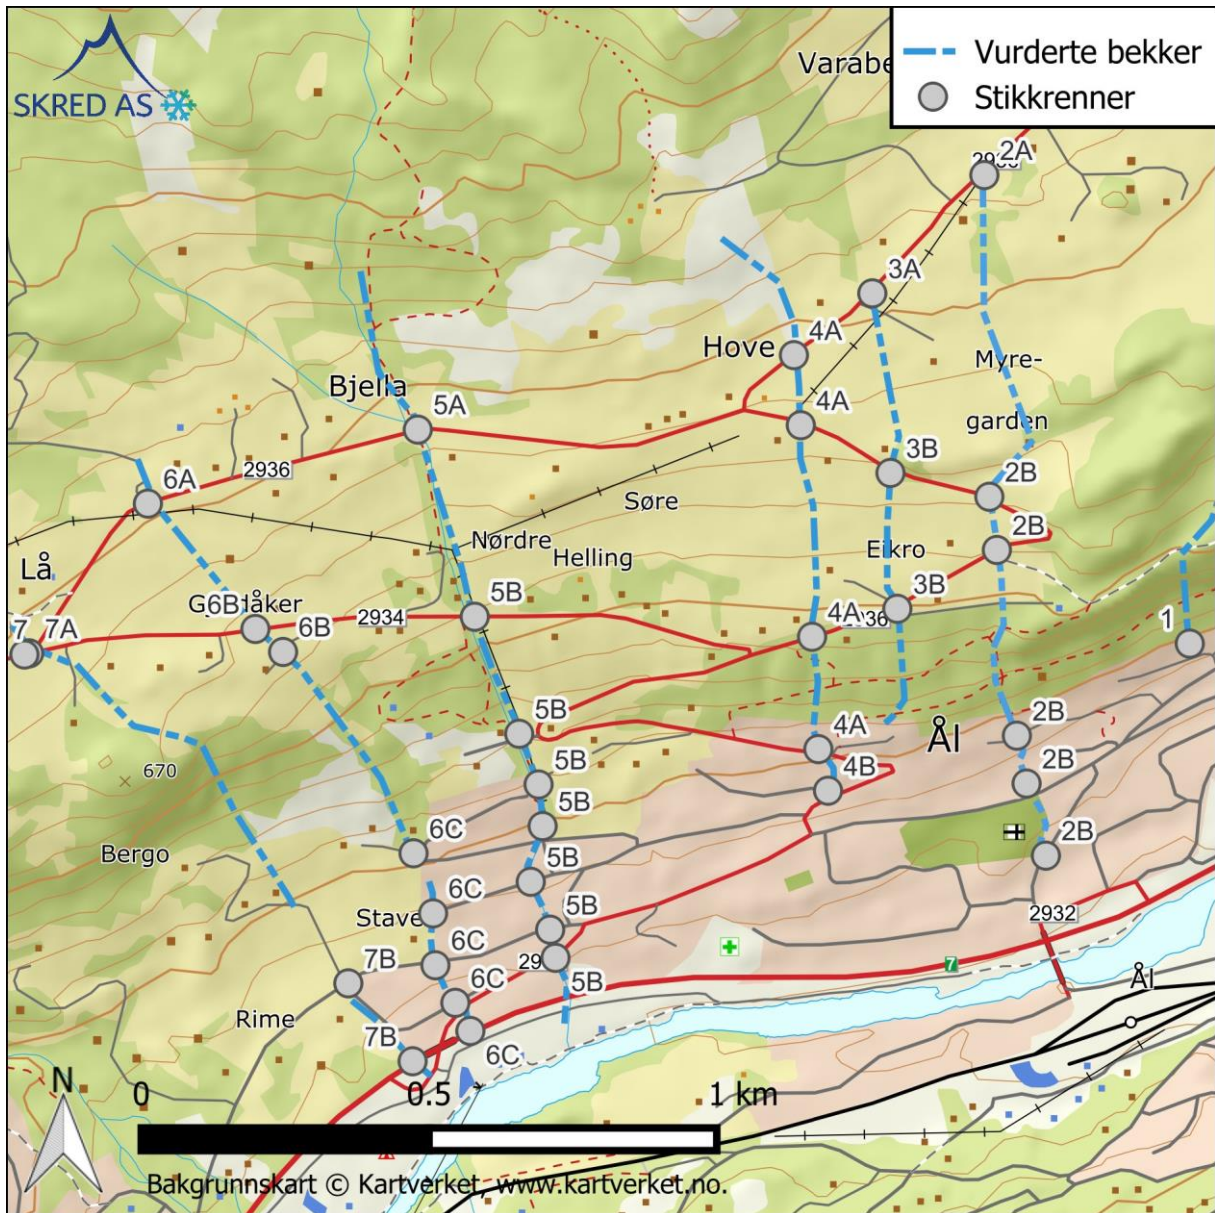 Varabe
Vurderte bekker
Stikkrenner
SKRED AS
2A
3A
Hove
4A
Myre-
garden
Bjella
5A
4A
3B
2B
6A
2936
Søre
2B
Nørdre
Helling
Eikro
Lå
6B
5B
2934
3B
4A
2936
1
7
7A
6B
5B
2B
4A
Ål
670
5B
4B
2B
5B
2B
Bergo
6C
5B
6C
Stave
5B
2932
7B
6C
29
5B
Ål
7
6C
Rime
7B
6C
N
0
0.5
1 km
Bakgrunnskart © Kartverket www.kartverket.no.